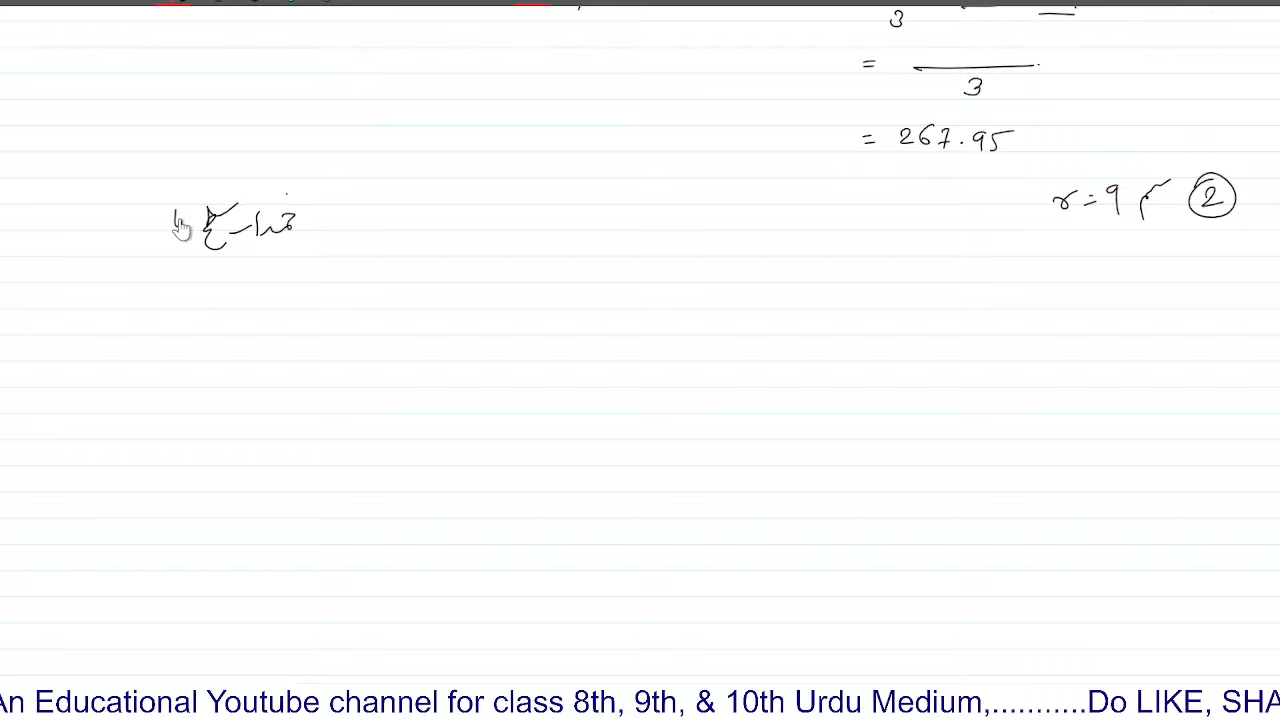 3
=
3
= 267.95
r = 9 سم ②
An Educational Youtube channel for class 8th, 9th, & 10th Urdu Medium,...........Do LIKE, SHA